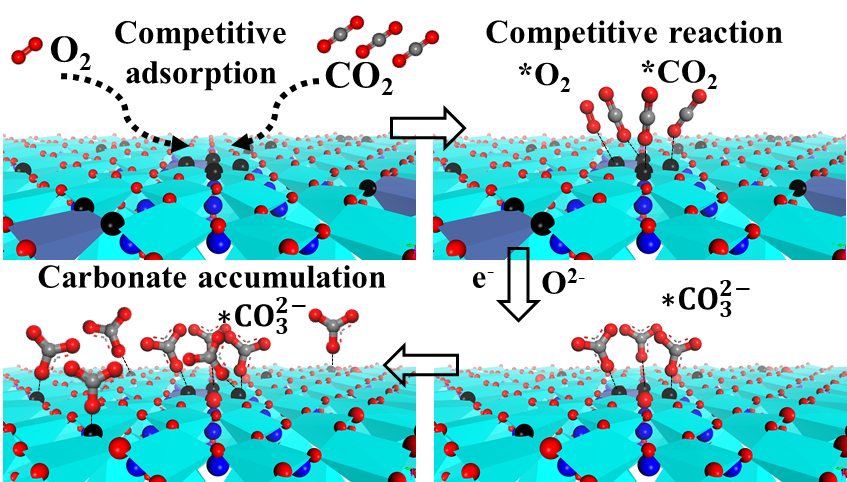 O₂
Competitive
adsorption
CO₂
Competitive reaction
*O₂
*CO₂
e⁻
O²⁻
*CO₃²⁻
Carbonate accumulation
*CO₃²⁻